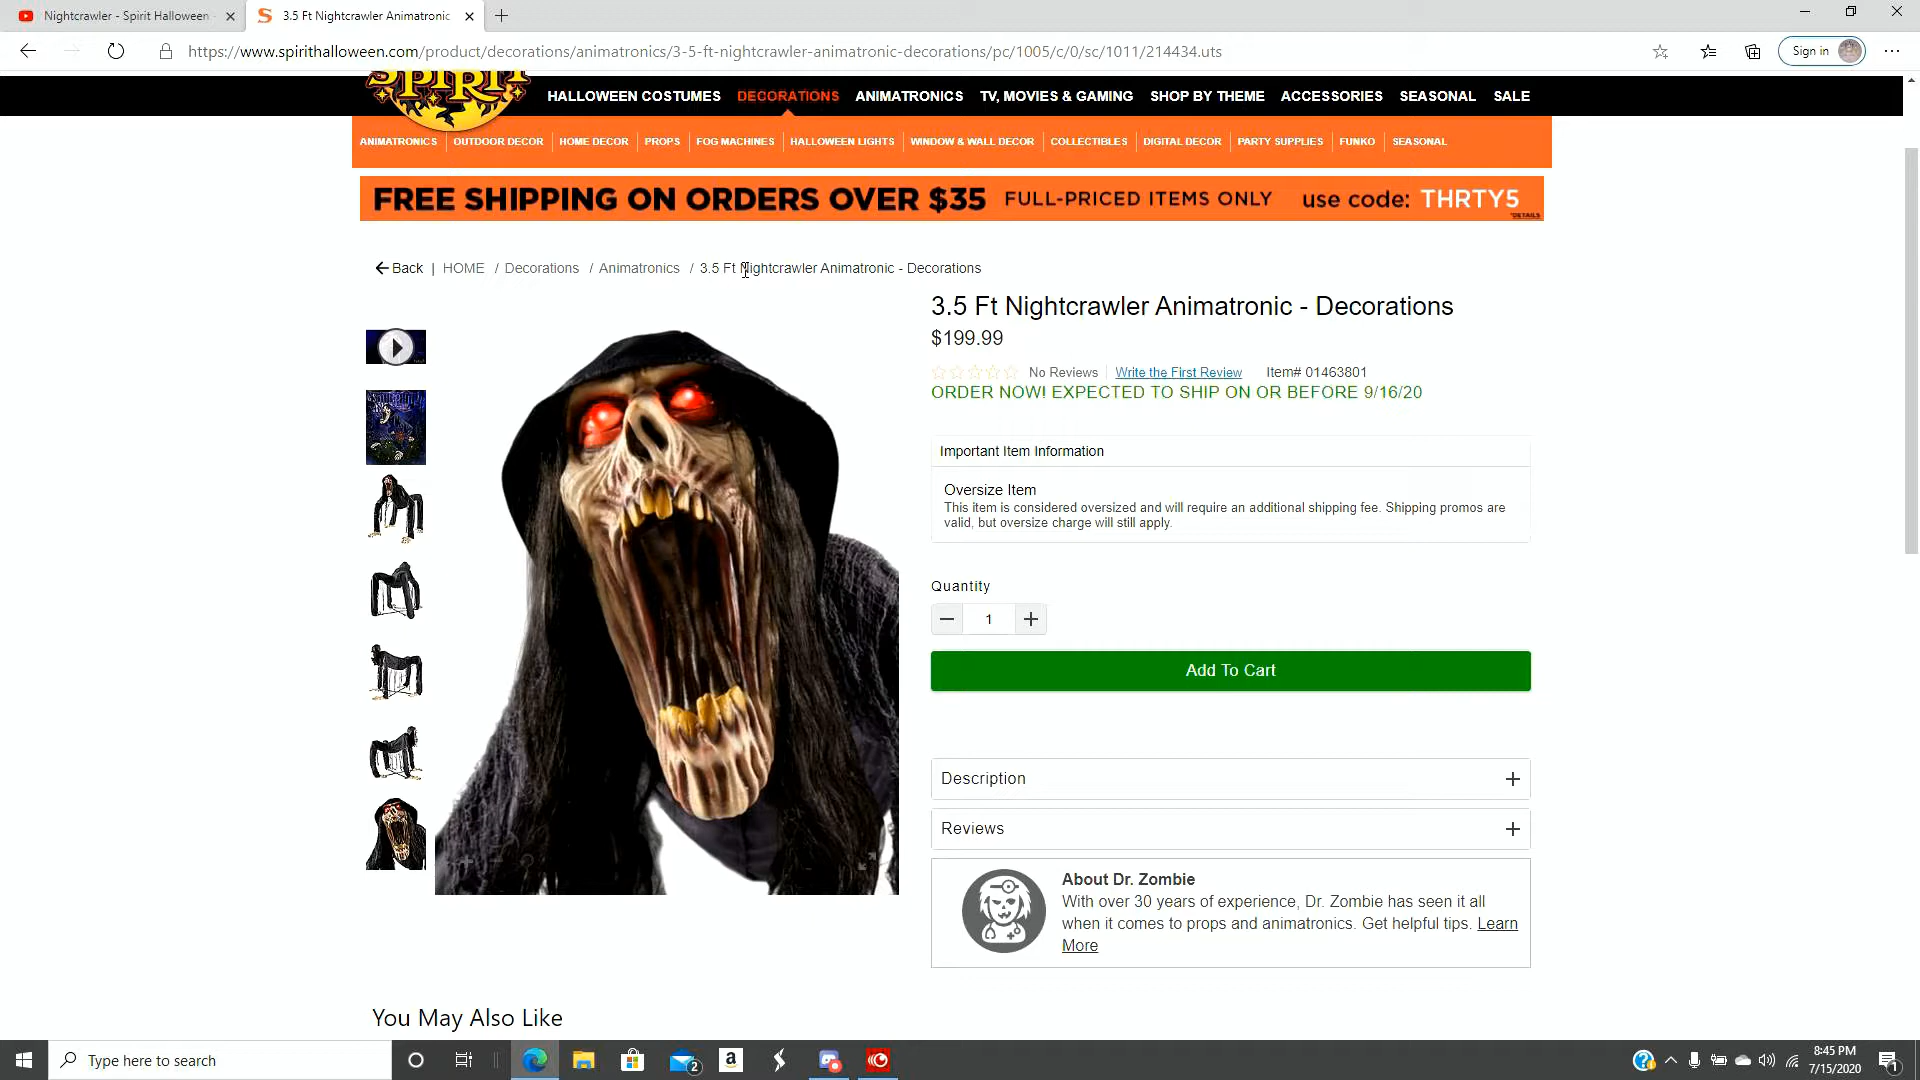 Nightcrawler - Spirit Halloween
3.5 Ft Nightcrawler Animatronic
https://www.spirithalloween.com/product/decorations/animatronics/3-5-ft-nightcrawler-animatronic-decorations/pc/1005/c/0/sc/1011/214434.uts
Sign in
SPIRIT
HALLOWEEN COSTUMES DECORATIONS ANIMATRONICS TV, MOVIES & GAMING SHOP BY THEME ACCESSORIES SEASONAL SALE
ANIMATRONICS OUTDOOR DECOR HOME DECOR PROPS FOG MACHINES HALLOWEEN LIGHTS WINDOW & WALL DECOR COLLECTIBLES DIGITAL DECOR PARTY SUPPLIES FUNKO SEASONAL
FREE SHIPPING ON ORDERS OVER $35 FULL-PRICED ITEMS ONLY use code: THRTY5
*DETAILS
Back | HOME / Decorations / Animatronics / 3.5 Ft Nightcrawler Animatronic - Decorations
3.5 Ft Nightcrawler Animatronic - Decorations
$199.99
No Reviews Write the First Review Item# 01463801
ORDER NOW! EXPECTED TO SHIP ON OR BEFORE 9/16/20
Important Item Information
Oversize Item
This item is considered oversized and will require an additional shipping fee. Shipping promos are
valid, but oversize charge will still apply.
Quantity
1
Add To Cart
Description
Reviews
About Dr. Zombie
With over 30 years of experience, Dr. Zombie has seen it all
when it comes to props and animatronics. Get helpful tips. Learn
More
You May Also Like
Type here to search
2
a
8:45 PM
7/15/2020
1